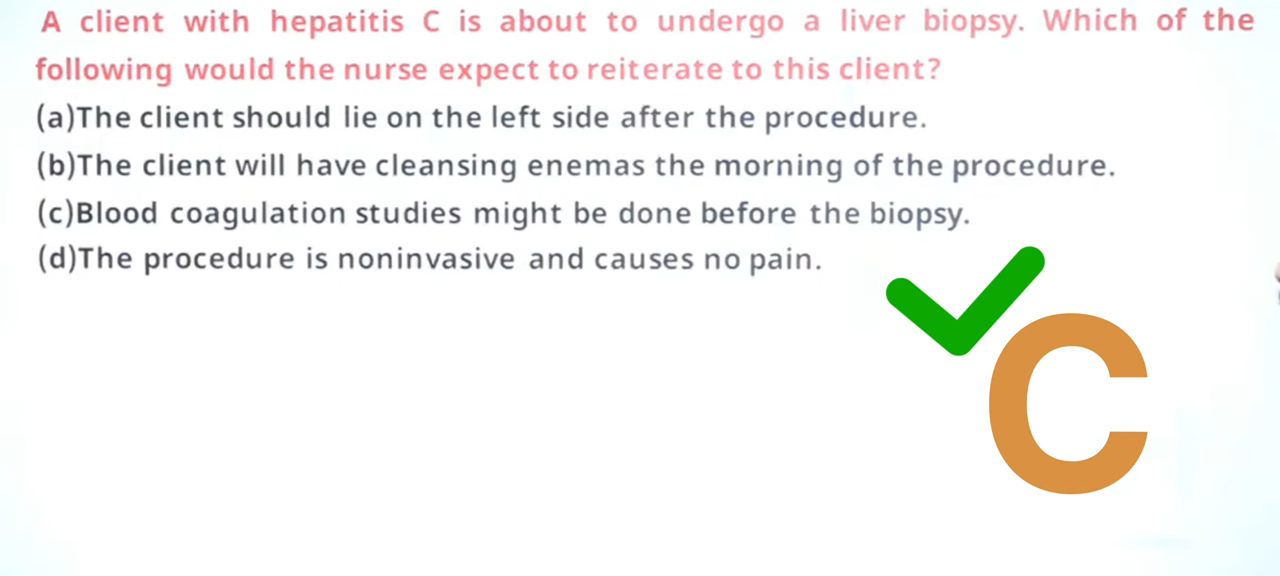 A client with hepatitis C is about to undergo a liver biopsy. Which of the
following would the nurse expect to reiterate to this client?
(a)The client should lie on the left side after the procedure.
(b)The client will have cleansing enemas the morning of the procedure.
(c)Blood coagulation studies might be done before the biopsy.
(d)The procedure is noninvasive and causes no pain.
C